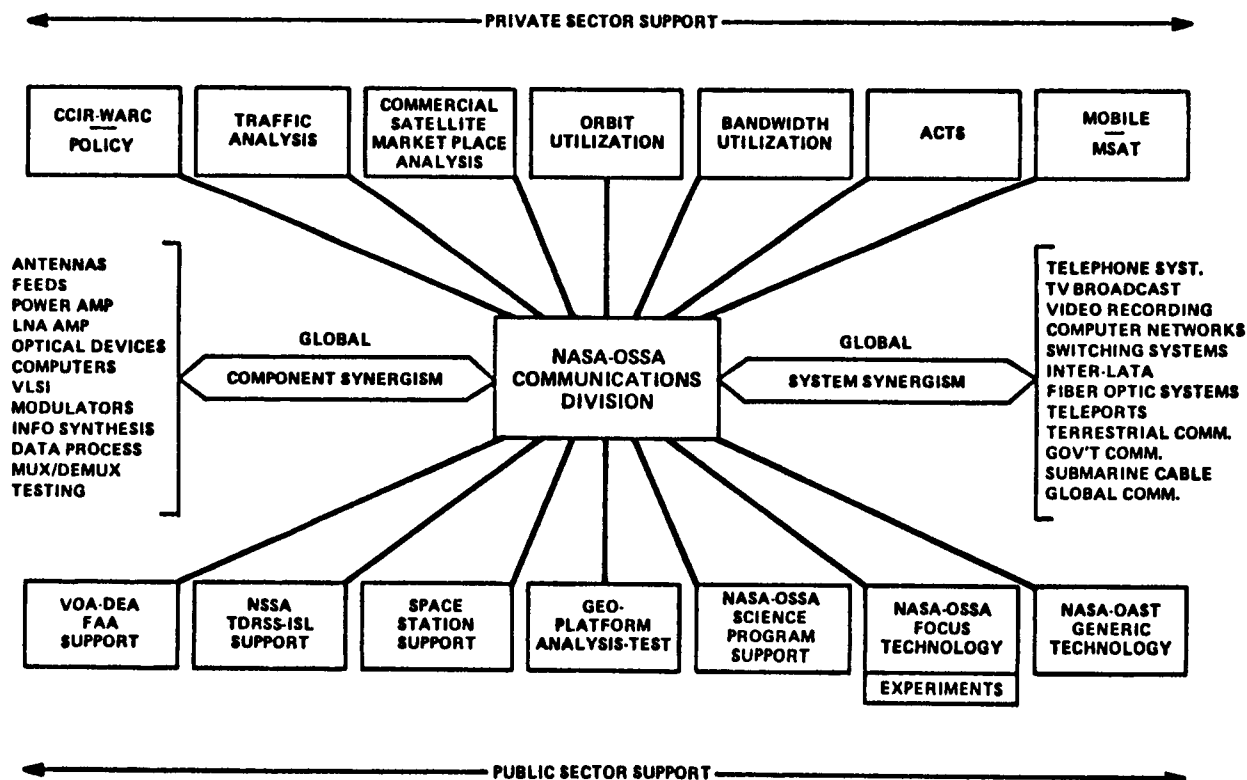 PRIVATE SECTOR SUPPORT
CCIR-WARC
POLICY
TRAFFIC
ANALYSIS
COMMERCIAL
SATELLITE
MARKET PLACE
ANALYSIS
ORBIT
UTILIZATION
BANDWIDTH
UTILIZATION
ACTS
MOBILE
MSAT
ANTENNAS
FEEDS
POWER AMP
LNA AMP
OPTICAL DEVICES
COMPUTERS
VLSI
MODULATORS
INFO SYNTHESIS
DATA PROCESS
MUX/DEMUX
TESTING
GLOBAL
COMPONENT SYNERGISM
NASA-OSSA
COMMUNICATIONS
DIVISION
GLOBAL
SYSTEM SYNERGISM
TELEPHONE SYST.
TV BROADCAST
VIDEO RECORDING
COMPUTER NETWORKS
SWITCHING SYSTEMS
INTER-LATA
FIBER OPTIC SYSTEMS
TELEPORTS
TERRESTRIAL COMM.
GOV'T COMM.
SUBMARINE CABLE
GLOBAL COMM.
VOA-DEA
FAA
SUPPORT
NSSA
TDRSS-ISL
SUPPORT
SPACE
STATION
SUPPORT
GEO-
PLATFORM
ANALYSIS-TEST
NASA-OSSA
SCIENCE
PROGRAM
SUPPORT
NASA-OSSA
FOCUS
TECHNOLOGY
EXPERIMENTS
NASA-OAST
GENERIC
TECHNOLOGY
PUBLIC SECTOR SUPPORT